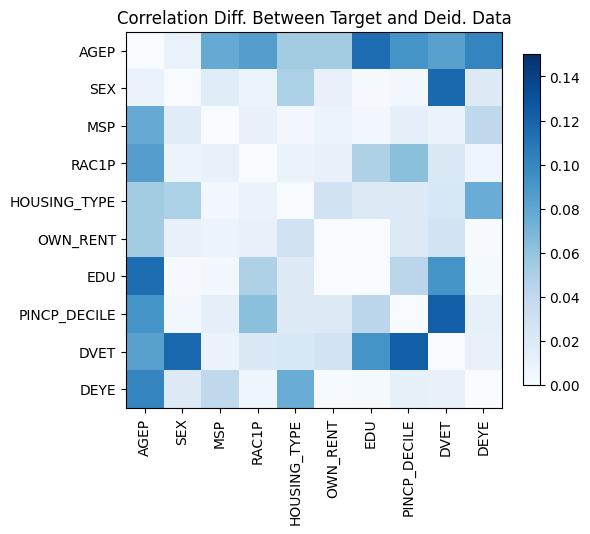 Correlation Diff. Between Target and Deid. Data
AGEP
SEX
MSP
RAC1P
HOUSING_TYPE
OWN_RENT
EDU
PINCP_DECILE
DVET
DEYE
0.14
0.12
0.10
0.08
0.06
0.04
0.02
0.00
AGEP
SEX
MSP
RAC1P
HOUSING_TYPE
OWN_RENT
EDU
PINCP_DECILE
DVET
DEYE